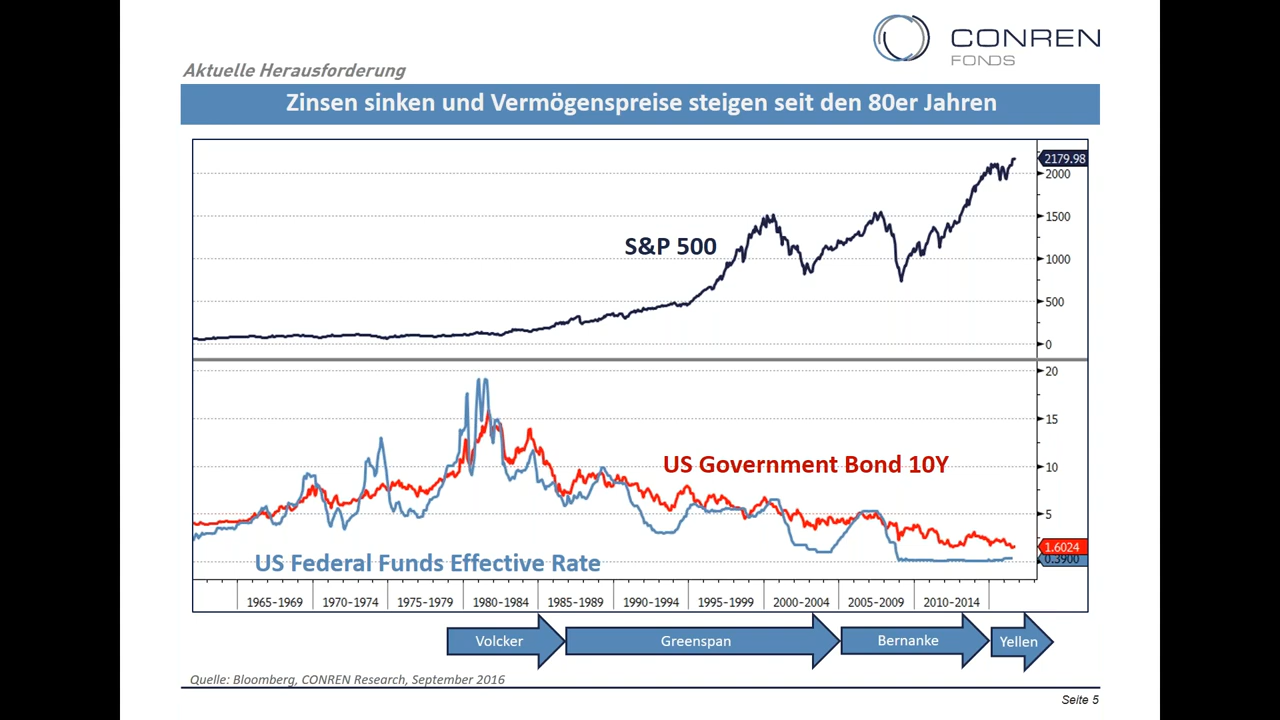 CONREN
FONDS
Aktuelle Herausforderung
Zinsen sinken und Vermögenspreise steigen seit den 80er Jahren
2179.98
2000
1500
S&P 500
1000
500
0
20
15
US Government Bond 10Y
10
5
1.6024
0.3900
US Federal Funds Effective Rate
1965-1969 1970-1974 1975-1979 1980-1984 1985-1989 1990-1994 1995-1999 2000-2004 2005-2009 2010-2014
Volcker Greenspan Bernanke Yellen
Quelle: Bloomberg, CONREN Research, September 2016
Seite 5